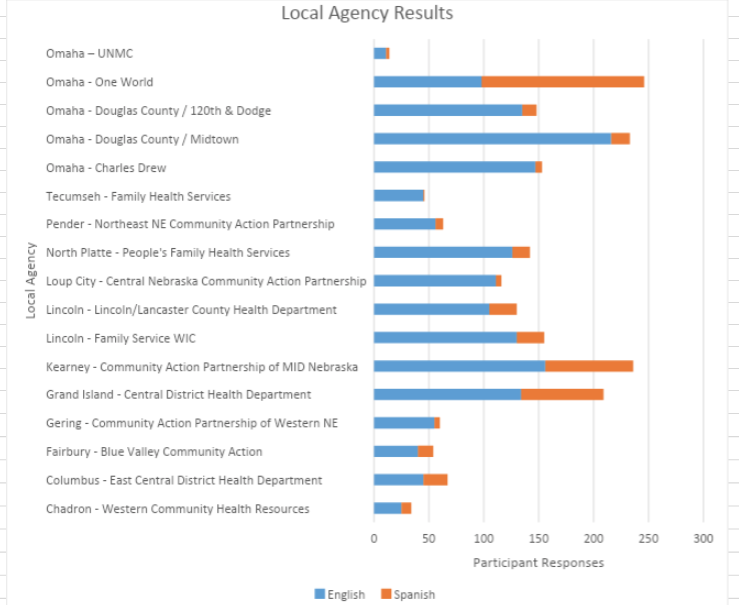 Local Agency Results
Omaha – UNMC
Omaha - One World
Omaha - Douglas County / 120th & Dodge
Omaha - Douglas County / Midtown
Omaha - Charles Drew
Tecumseh - Family Health Services
Pender - Northeast NE Community Action Partnership
North Platte - People's Family Health Services
Loup City - Central Nebraska Community Action Partnership
Lincoln - Lincoln/Lancaster County Health Department
Lincoln - Family Service WIC
Kearney - Community Action Partnership of MID Nebraska
Grand Island - Central District Health Department
Gering - Community Action Partnership of Western NE
Fairbury - Blue Valley Community Action
Columbus - East Central District Health Department
Chadron - Western Community Health Resources
Local Agency
0 50 100 150 200 250 300
Participant Responses
English Spanish